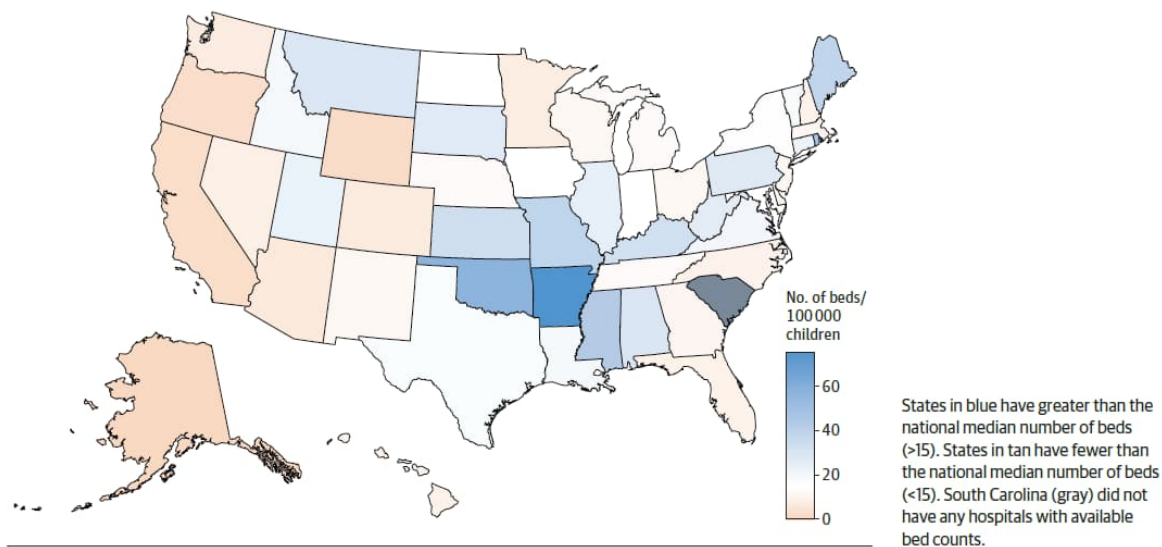 No. of beds/
100 000
children
60
40
20
0
States in blue have greater than the
national median number of beds
(>15). States in tan have fewer than
the national median number of beds
(<15). South Carolina (gray) did not
have any hospitals with available
bed counts.